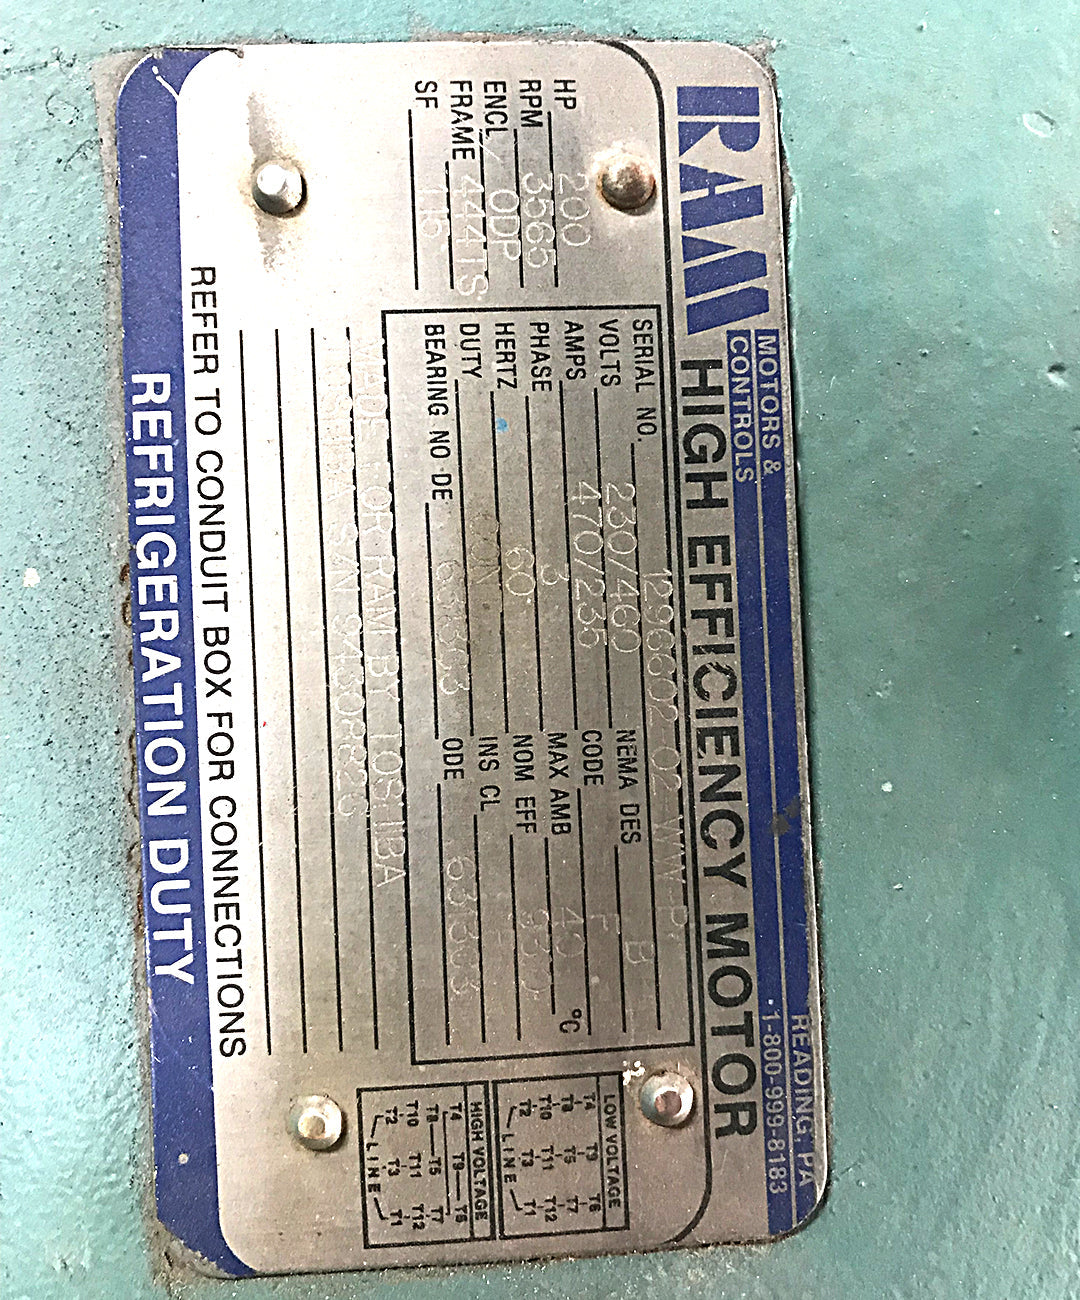 RAM MOTORS & CONTROLS
READING, PA
1-800-999-8183
HIGH EFFICIENCY MOTOR
HP 200
RPM 3565
ENCL ODP
FRAME 444TS
SF 1.15
SERIAL NO. 1296602-02-WW-P
VOLTS 230/460 NEMA DES B
AMPS 470/235 CODE F
PHASE 3 MAX AMB 40 °C
HERTZ 60 NOM EFF
DUTY CON INS CL
BEARING NO DE ODE
FOR RAM BY TOSHIBA
S/N
LOW VOLTAGE
T4 T9 T6
T8 T5 T7
T10 T11 T12
T2 T3 T1
LINE
HIGH VOLTAGE
T4 T9 T6
T8 T5 T7
T10 T11 T12
T2 T3 T1
LINE
REFER TO CONDUIT BOX FOR CONNECTIONS
REFRIGERATION DUTY